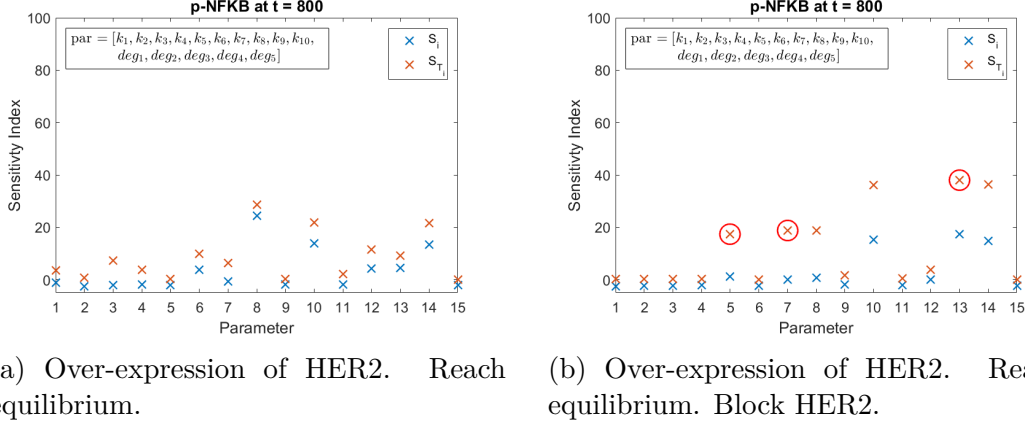 p-NFKB at t = 800
par = [k1, k2, k3, k4, k5, k6, k7, k8, k9, k10,
deg1, deg2, deg3, deg4, deg5]
Si
STi
100
80
60
40
20
0
Sensitivty Index
1 2 3 4 5 6 7 8 9 10 11 12 13 14 15
Parameter
a) Over-expression of HER2. Reach
equilibrium.
p-NFKB at t = 800
par = [k1, k2, k3, k4, k5, k6, k7, k8, k9, k10,
deg1, deg2, deg3, deg4, deg5]
Si
STi
100
80
60
40
20
0
Sensitivty Index
1 2 3 4 5 6 7 8 9 10 11 12 13 14 15
Parameter
(b) Over-expression of HER2. Rea
equilibrium. Block HER2.